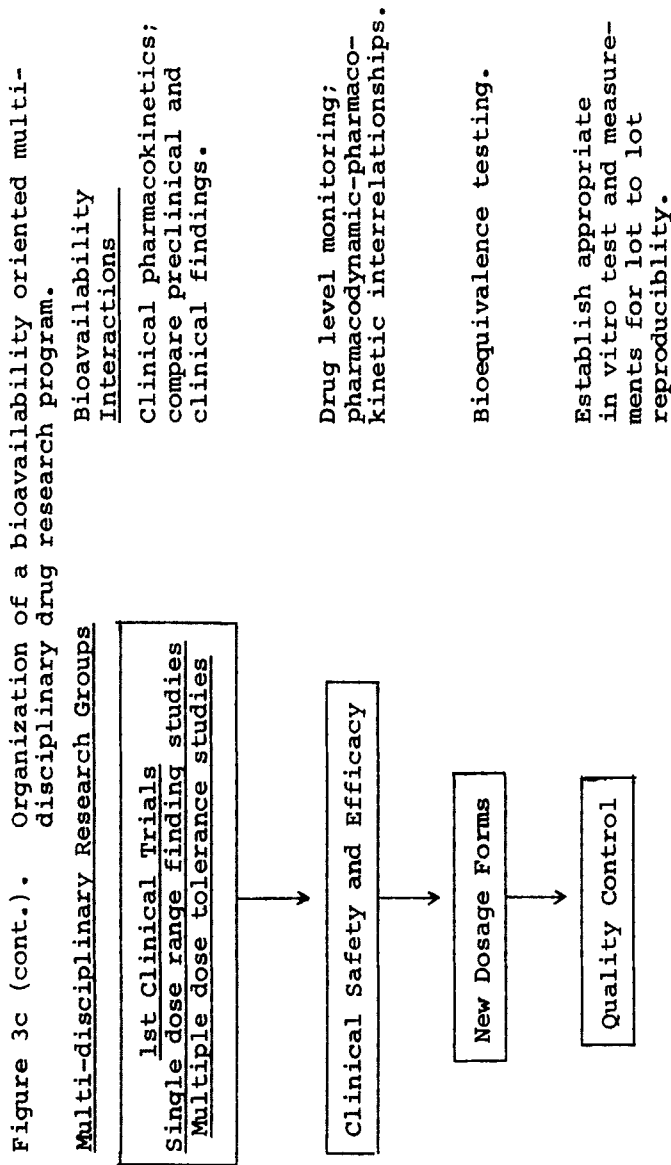 Figure 3c (cont.). Organization of a bioavailability oriented multi-
disciplinary drug research program.
Multi-disciplinary Research Groups
Bioavailability
Interactions
1st Clinical Trials
Single dose range finding studies
Multiple dose tolerance studies
Clinical pharmacokinetics;
compare preclinical and
clinical findings.
Clinical Safety and Efficacy
Drug level monitoring;
pharmacodynamic-pharmaco-
kinetic interrelationships.
New Dosage Forms
Bioequivalence testing.
Quality Control
Establish appropriate
in vitro test and measure-
ments for lot to lot
reproduciblity.